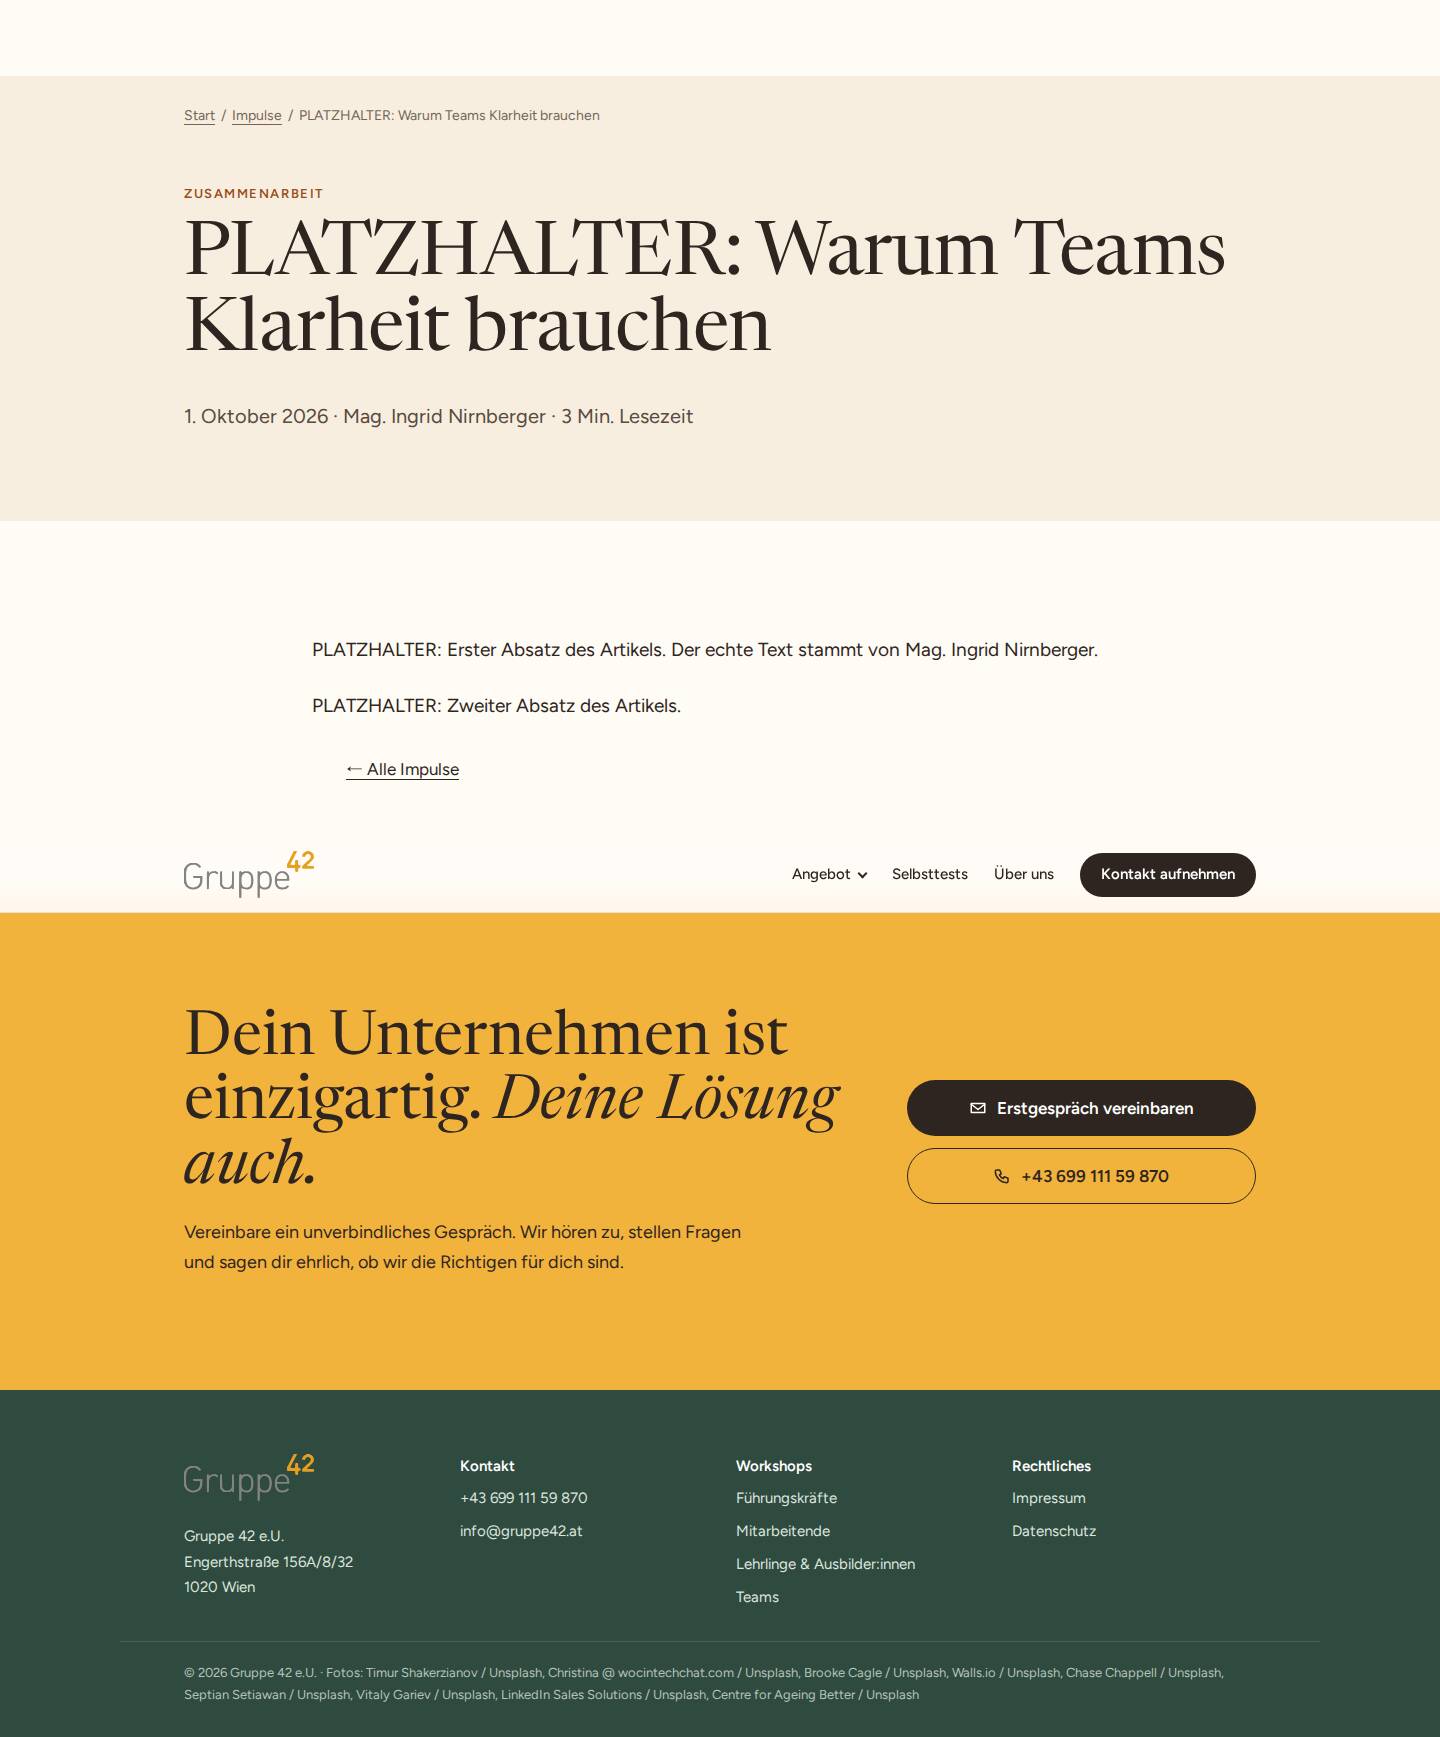 Start / Impulse / PLATZHALTER: Warum Teams Klarheit brauchen
ZUSAMMENARBEIT
PLATZHALTER: Warum Teams
Klarheit brauchen
1. Oktober 2026 · Mag. Ingrid Nirnberger · 3 Min. Lesezeit
PLATZHALTER: Erster Absatz des Artikels. Der echte Text stammt von Mag. Ingrid Nirnberger.
PLATZHALTER: Zweiter Absatz des Artikels.
← Alle Impulse
Gruppe 42
Angebot
Selbsttests
Über uns
Kontakt aufnehmen
Dein Unternehmen ist
einzigartig. Deine Lösung
auch.
Vereinbare ein unverbindliches Gespräch. Wir hören zu, stellen Fragen
und sagen dir ehrlich, ob wir die Richtigen für dich sind.
Erstgespräch vereinbaren
+43 699 111 59 870
Gruppe 42
Gruppe 42 e.U.
Engerthstraße 156A/8/32
1020 Wien
Kontakt
+43 699 111 59 870
info@gruppe42.at
Workshops
Führungskräfte
Mitarbeitende
Lehrlinge & Ausbilder:innen
Teams
Rechtliches
Impressum
Datenschutz
© 2026 Gruppe 42 e.U. · Fotos: Timur Shakerzianov / Unsplash, Christina @ wocintechchat.com / Unsplash, Brooke Cagle / Unsplash, Walls.io / Unsplash, Chase Chappell / Unsplash,
Septian Setiawan / Unsplash, Vitaly Gariev / Unsplash, LinkedIn Sales Solutions / Unsplash, Centre for Ageing Better / Unsplash